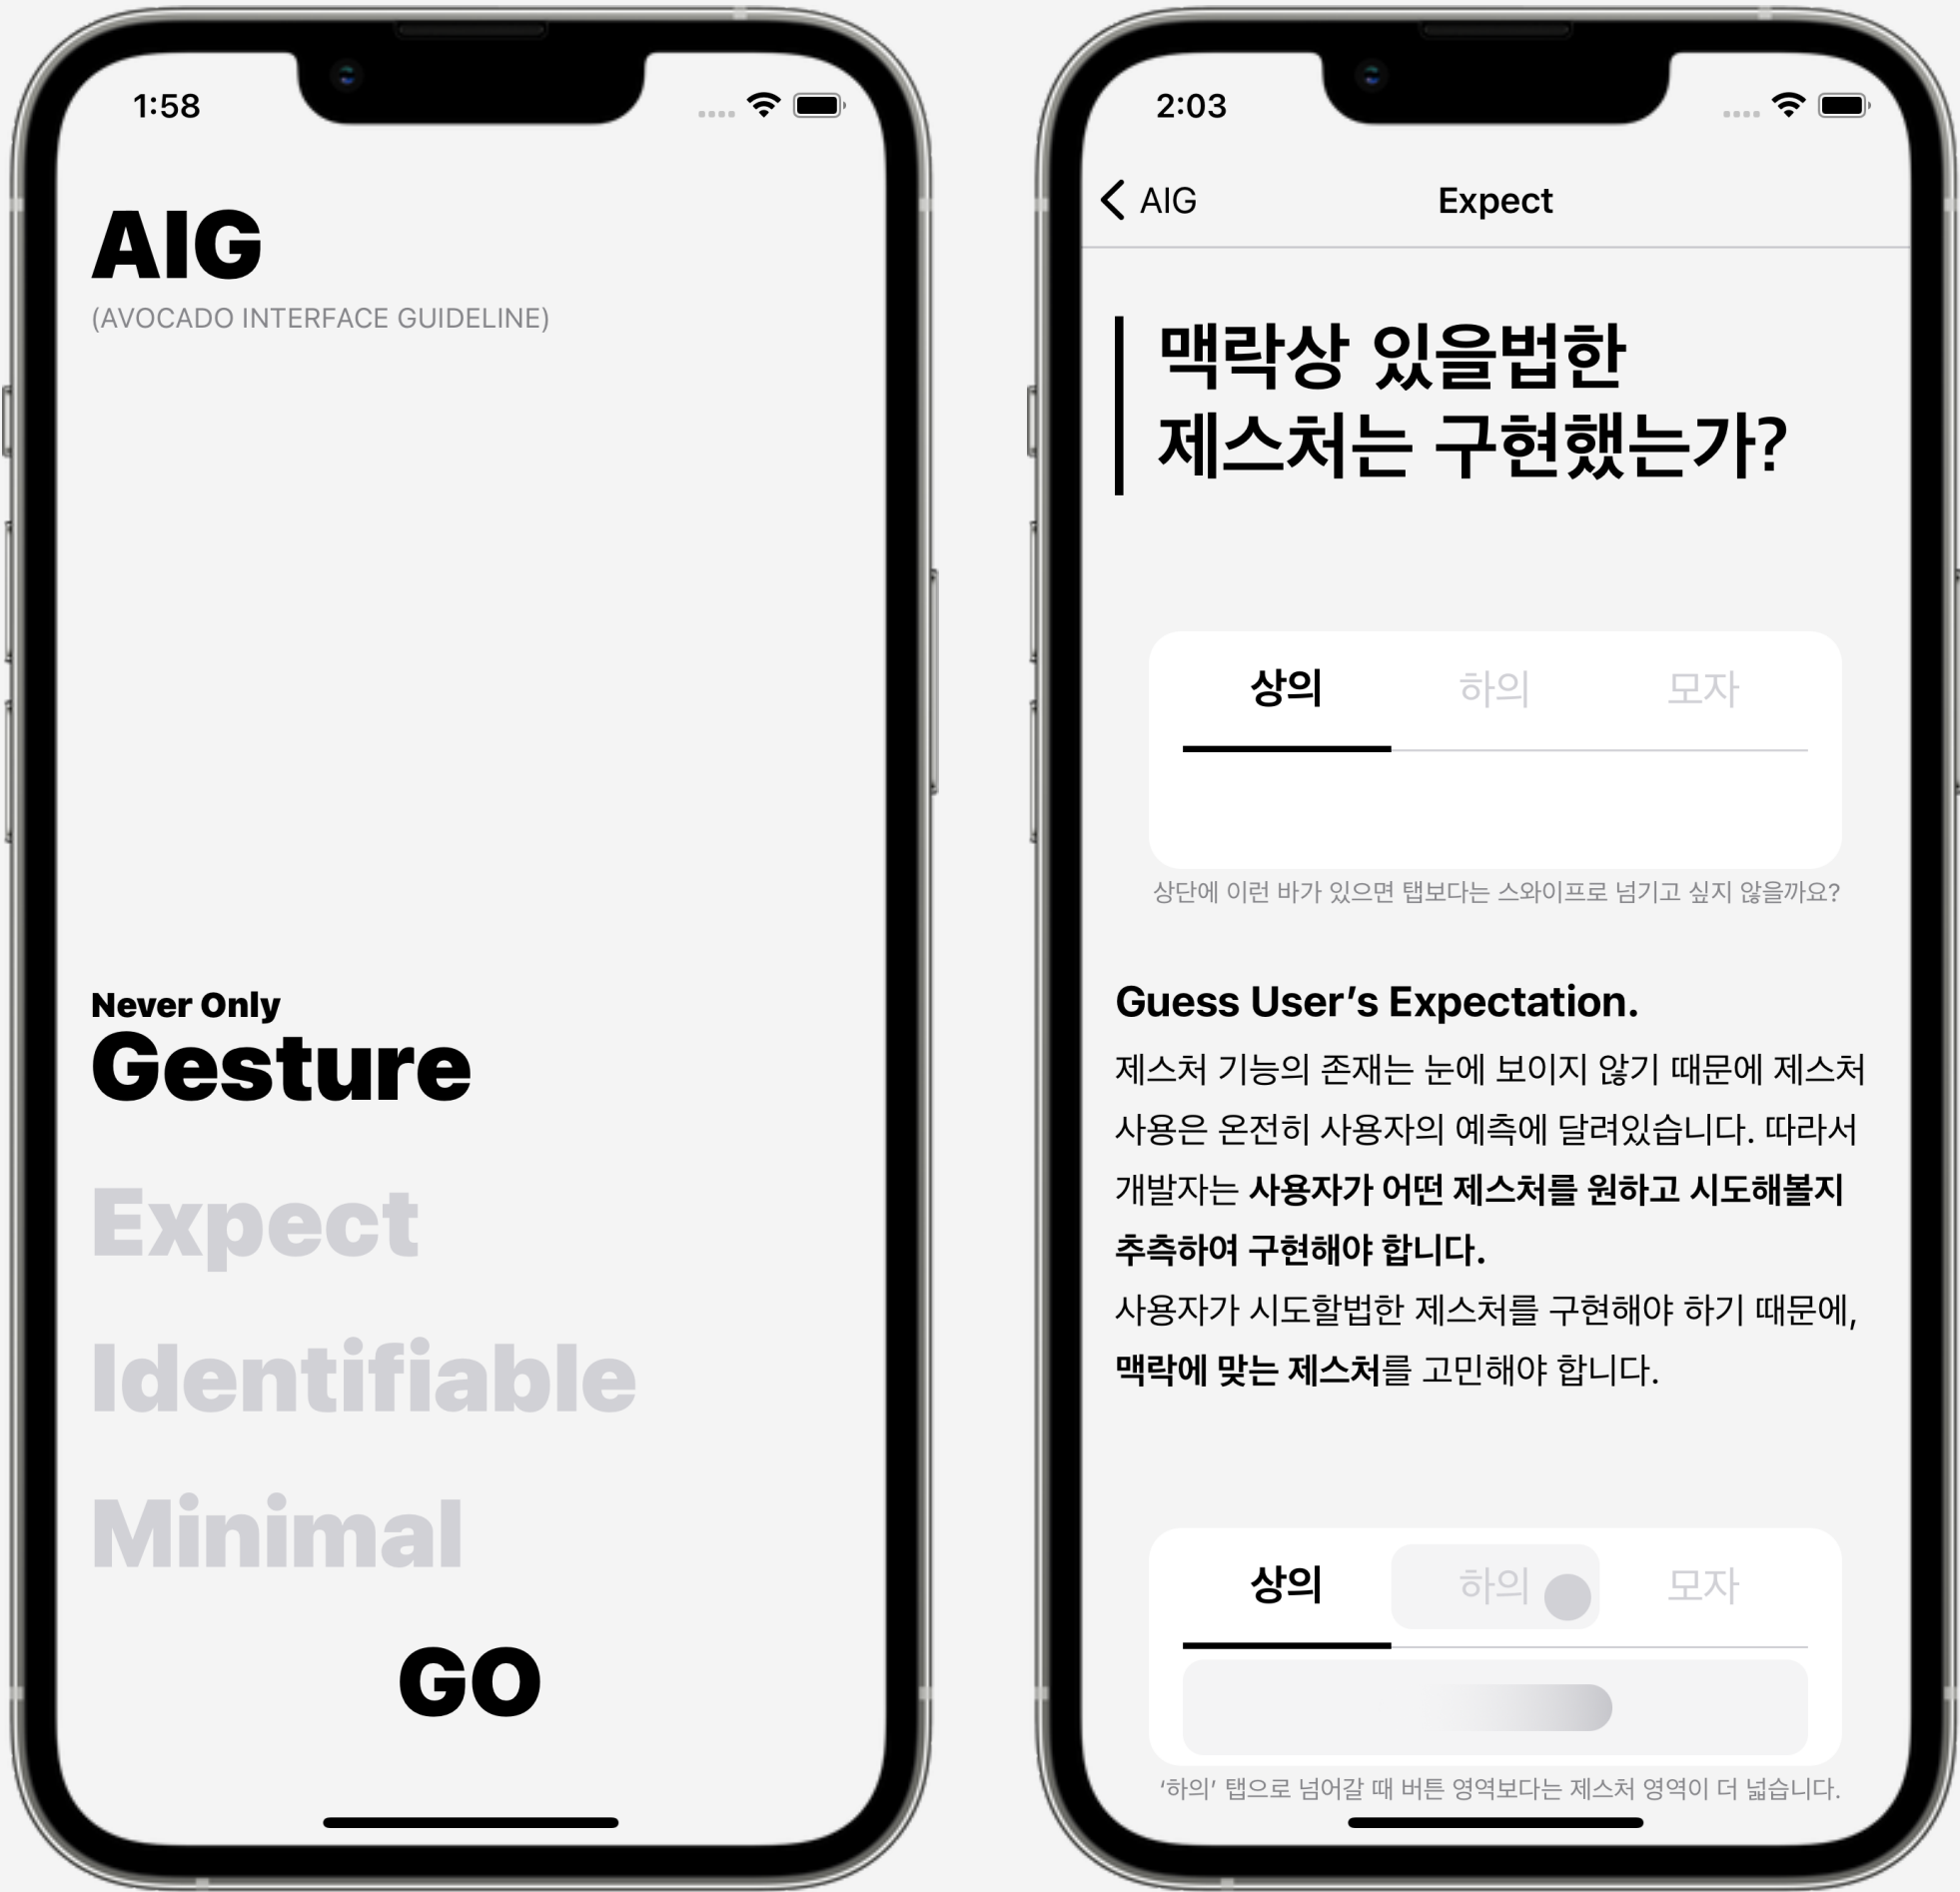 1:58
AIG
(AVOCADO INTERFACE GUIDELINE)
Never Only
Gesture
Expect
Identifiable
Minimal
GO
2:03
AIG
Expect
맥락상 있을법한
제스처는 구현했는가?
상의 하의 모자
상단에 이런 바가 있으면 탭보다는 스와이프로 넘기고 싶지 않을까요?
Guess User’s Expectation.
제스처 기능의 존재는 눈에 보이지 않기 때문에 제스처
사용은 온전히 사용자의 예측에 달려있습니다. 따라서
개발자는 사용자가 어떤 제스처를 원하고 시도해볼지
추측하여 구현해야 합니다.
사용자가 시도할법한 제스처를 구현해야 하기 때문에,
맥락에 맞는 제스처를 고민해야 합니다.
상의 하의 모자
‘하의’ 탭으로 넘어갈 때 버튼 영역보다는 제스처 영역이 더 넓습니다.